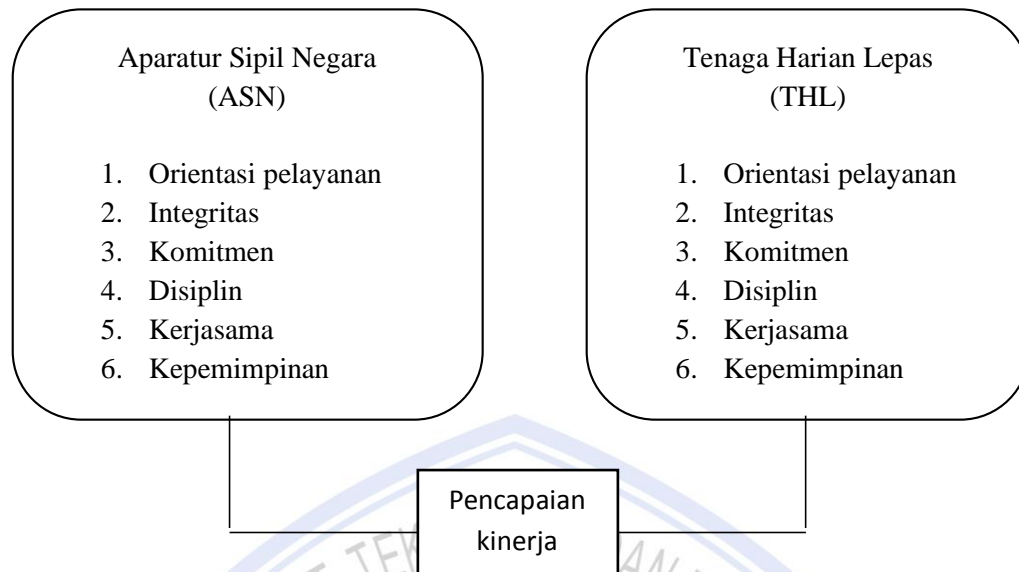 Aparatur Sipil Negara
(ASN)
1. Orientasi pelayanan
2. Integritas
3. Komitmen
4. Disiplin
5. Kerjasama
6. Kepemimpinan
Tenaga Harian Lepas
(THL)
1. Orientasi pelayanan
2. Integritas
3. Komitmen
4. Disiplin
5. Kerjasama
6. Kepemimpinan
Pencapaian
kinerja